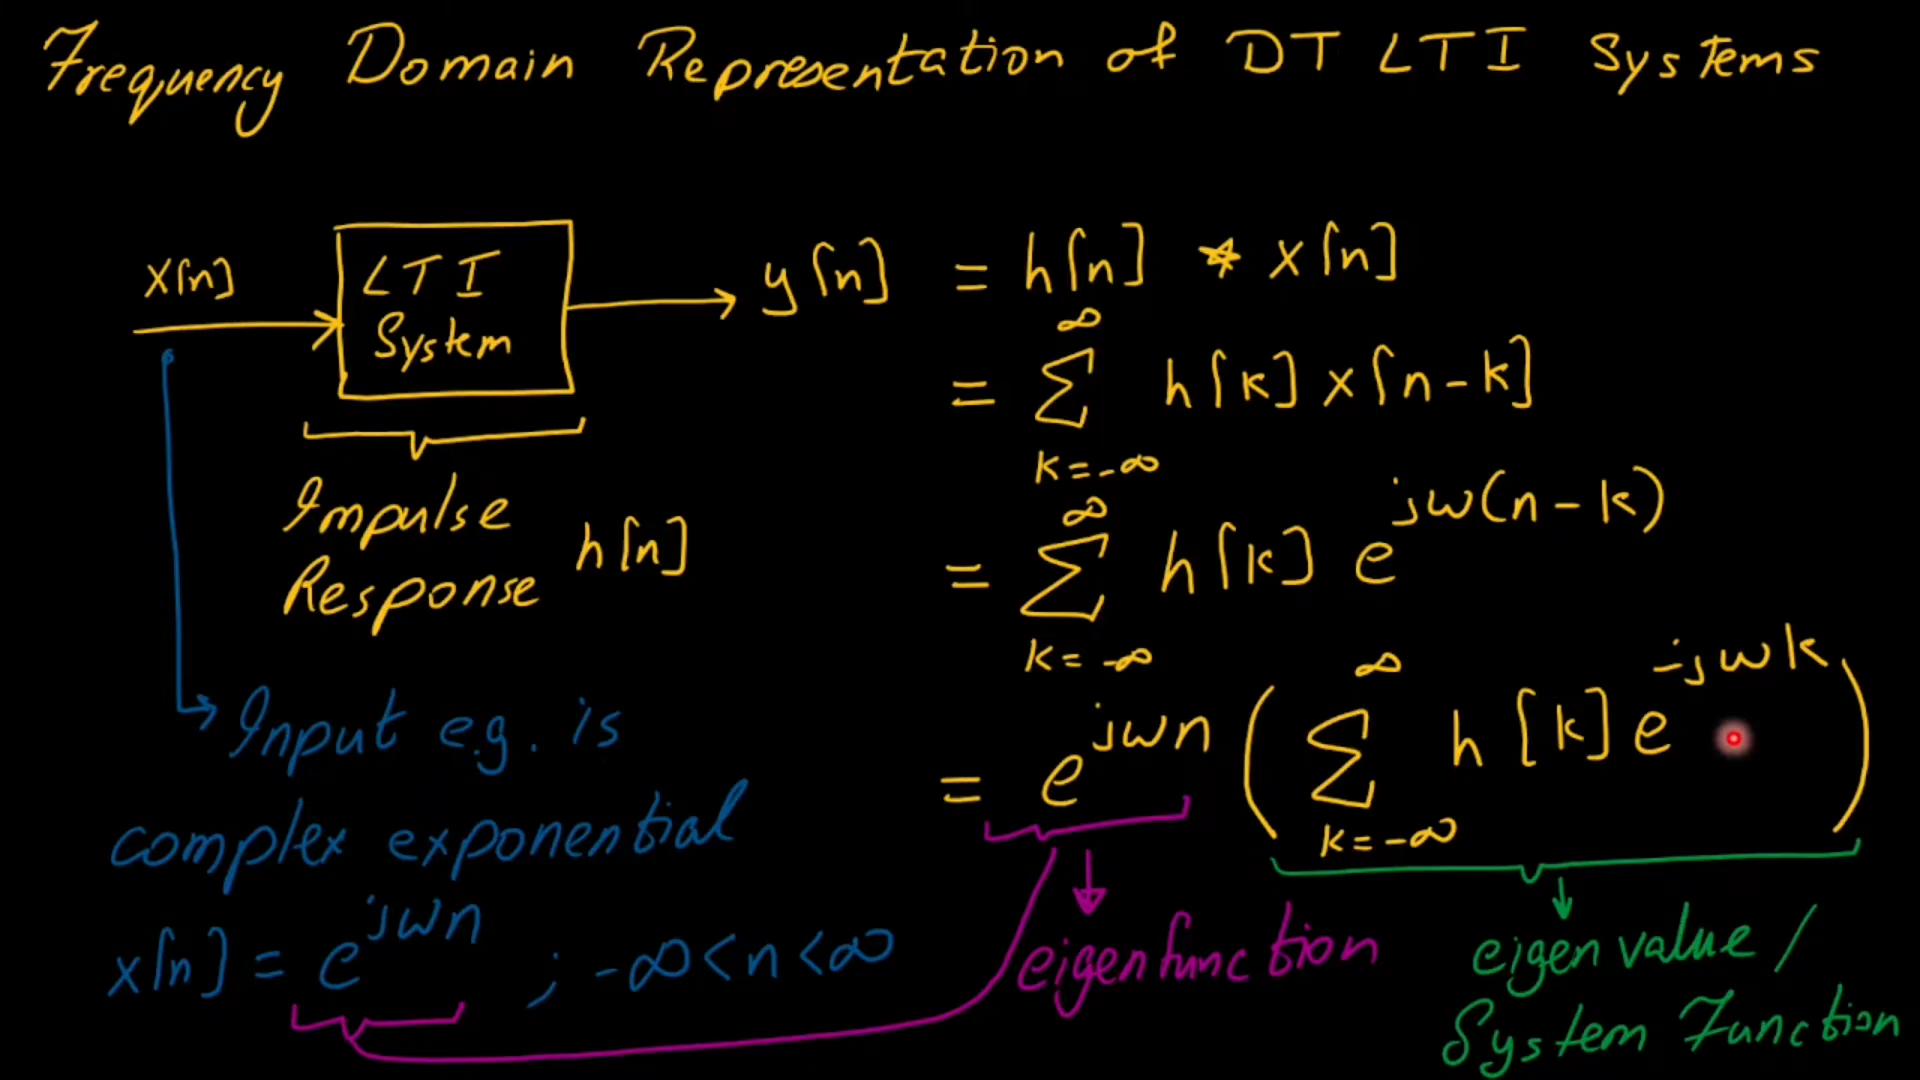 Frequency Domain Representation of DT LTI Systems
x[n]
LTI
System
y[n] = h[n] * x[n]
= ∑_{k=-∞}^{∞} h[k] x[n-k]
= ∑_{k=-∞}^{∞} h[k] e^{jw(n-k)}
= e^{jwn} ( ∑_{k=-∞}^{∞} h[k] e^{-jwk} )
Impulse
Response h[n]
Input e.g. is
complex exponential
x[n] = e^{jwn} ; -∞<n<∞
eigenfunction
eigen value /
System Function